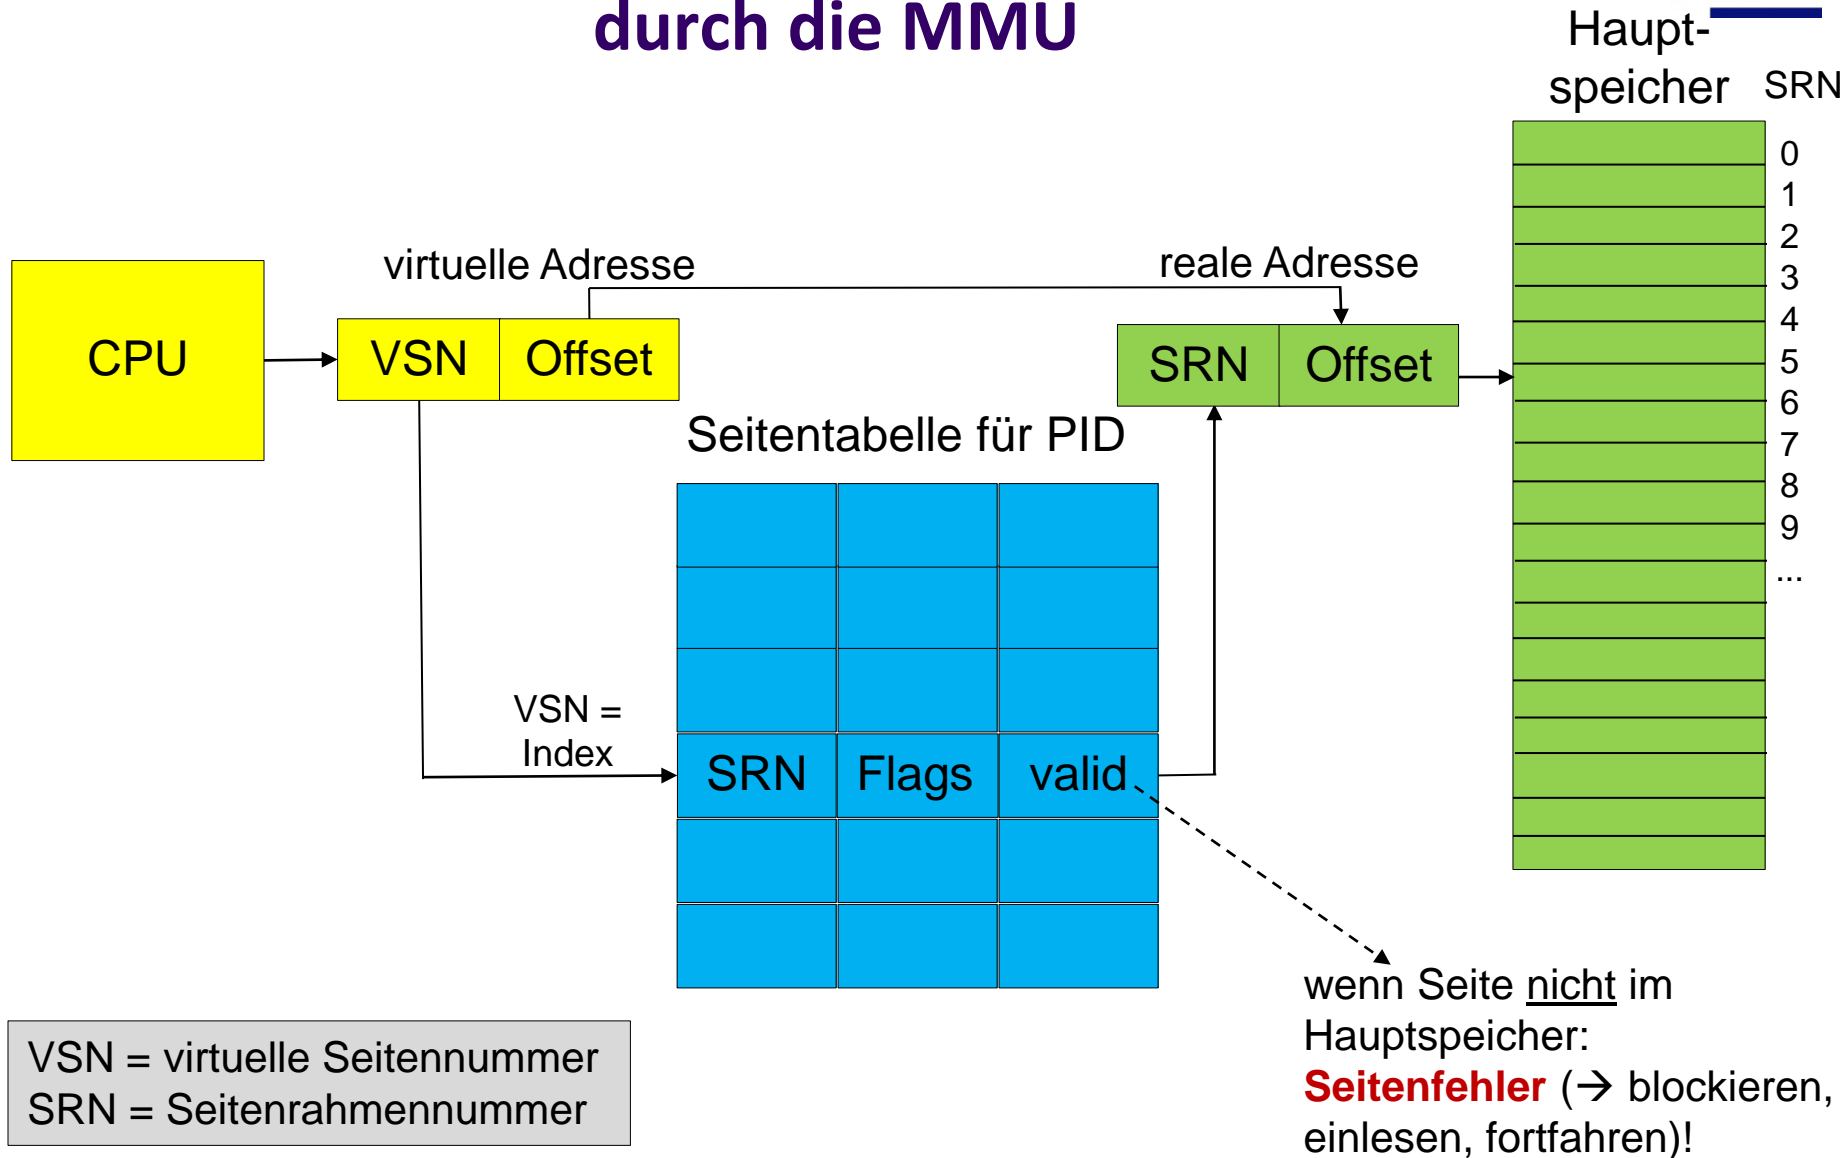 durch die MMU
Haupt-
speicher
SRN
0
1
2
3
4
5
6
7
8
9
...
virtuelle Adresse
reale Adresse
CPU
VSN
Offset
SRN
Offset
Seitentabelle für PID
VSN =
Index
SRN
Flags
valid
wenn Seite nicht im
Hauptspeicher:
Seitenfehler (→ blockieren,
einlesen, fortfahren)!
VSN = virtuelle Seitennummer
SRN = Seitenrahmennummer